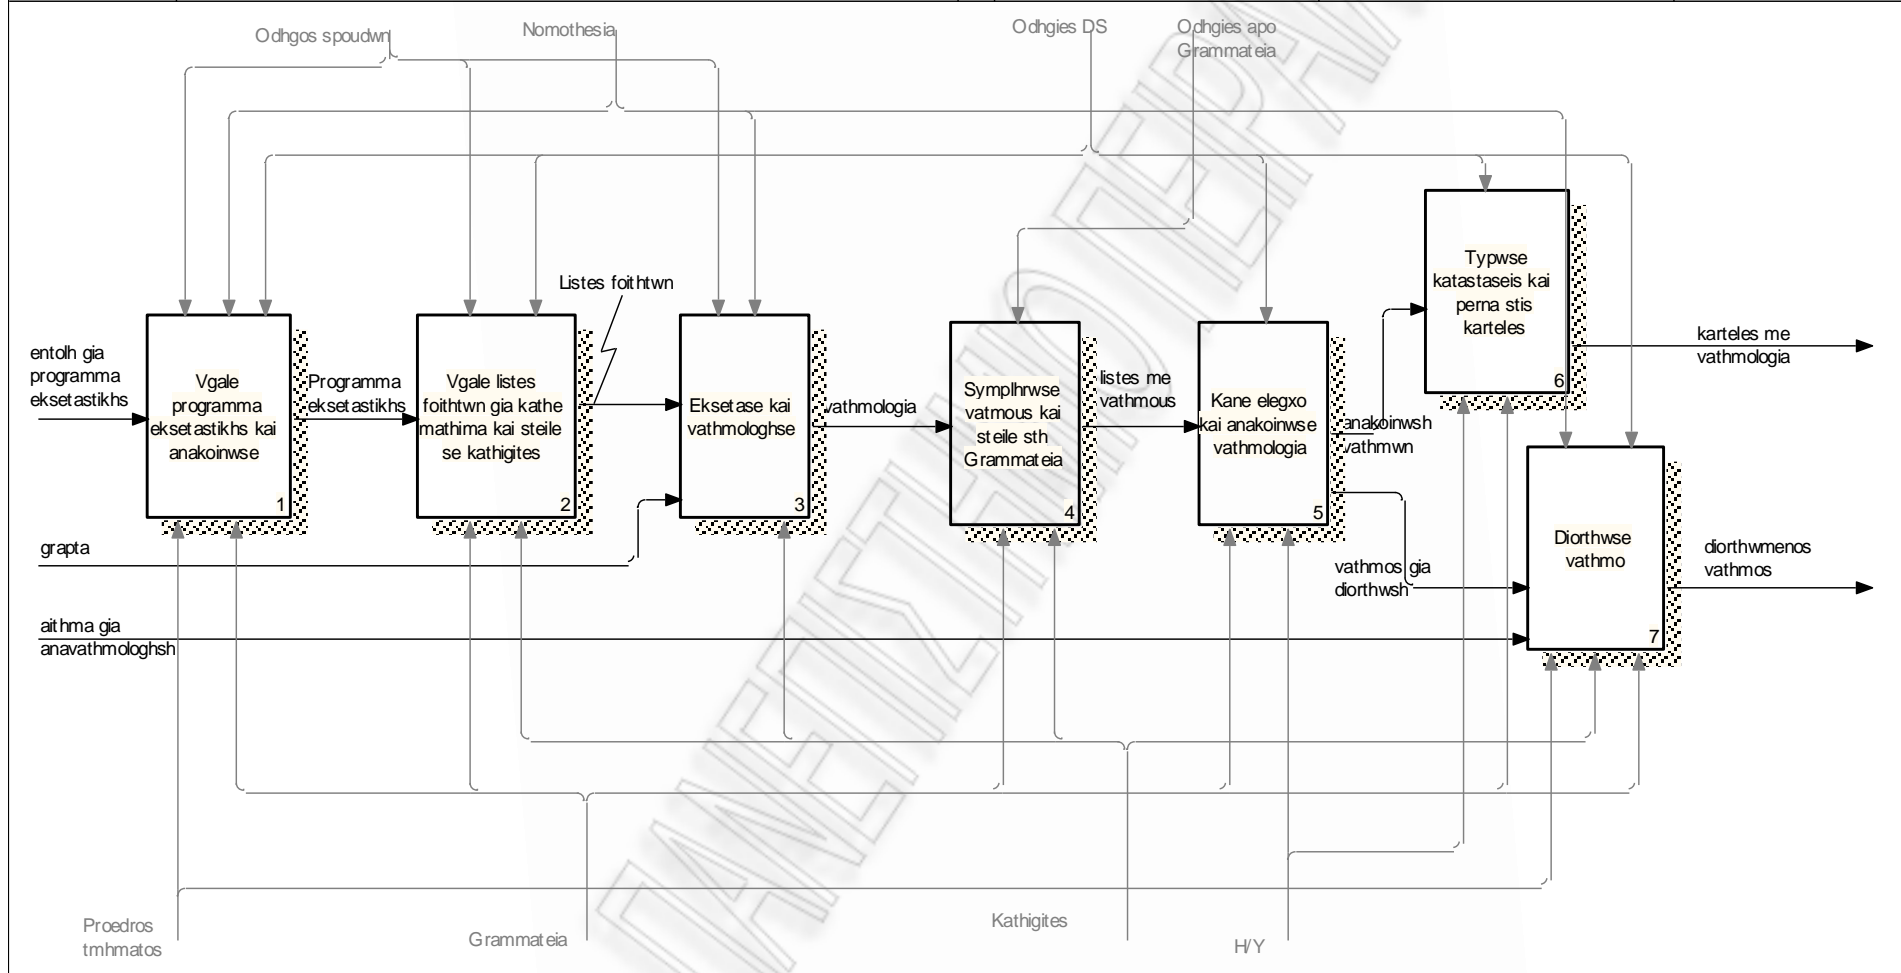 Odhgos spoudwn
Nomothesia
Odhgies DS
Odhgies apo
Grammateia
Listes foithtwn
entolh gia
programma
eksetastikhs
Vgale
programma
eksetastikhs kai
anakoinwse
1
Programma
eksetastikhs
Vgale listes
foithtwn gia kathe
mathima kai steile
se kathigites
2
Eksetase kai
vathmologhse
3
vathmologia
Symplhrwse
vatmous kai
steile sth
Grammateia
4
listes me
vathmous
Kane elegxo
kai anakoinwse
vathmologia
5
anakoinwsh
vathmwn
Typwse
katastaseis kai
perna stis
karteles
6
karteles me
vathmologia
grapta
aithma gia
anavathmologhsh
vathmos gia
diorthwsh
Diorthwse
vathmo
7
diorthwmenos
vathmos
Proedros
tmhmatos
Grammateia
Kathigites
H/Y